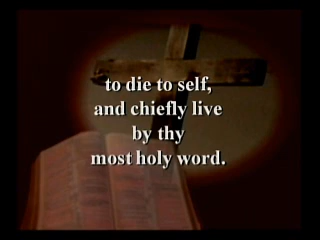 to die to self,
and chiefly live
by thy
most holy word.